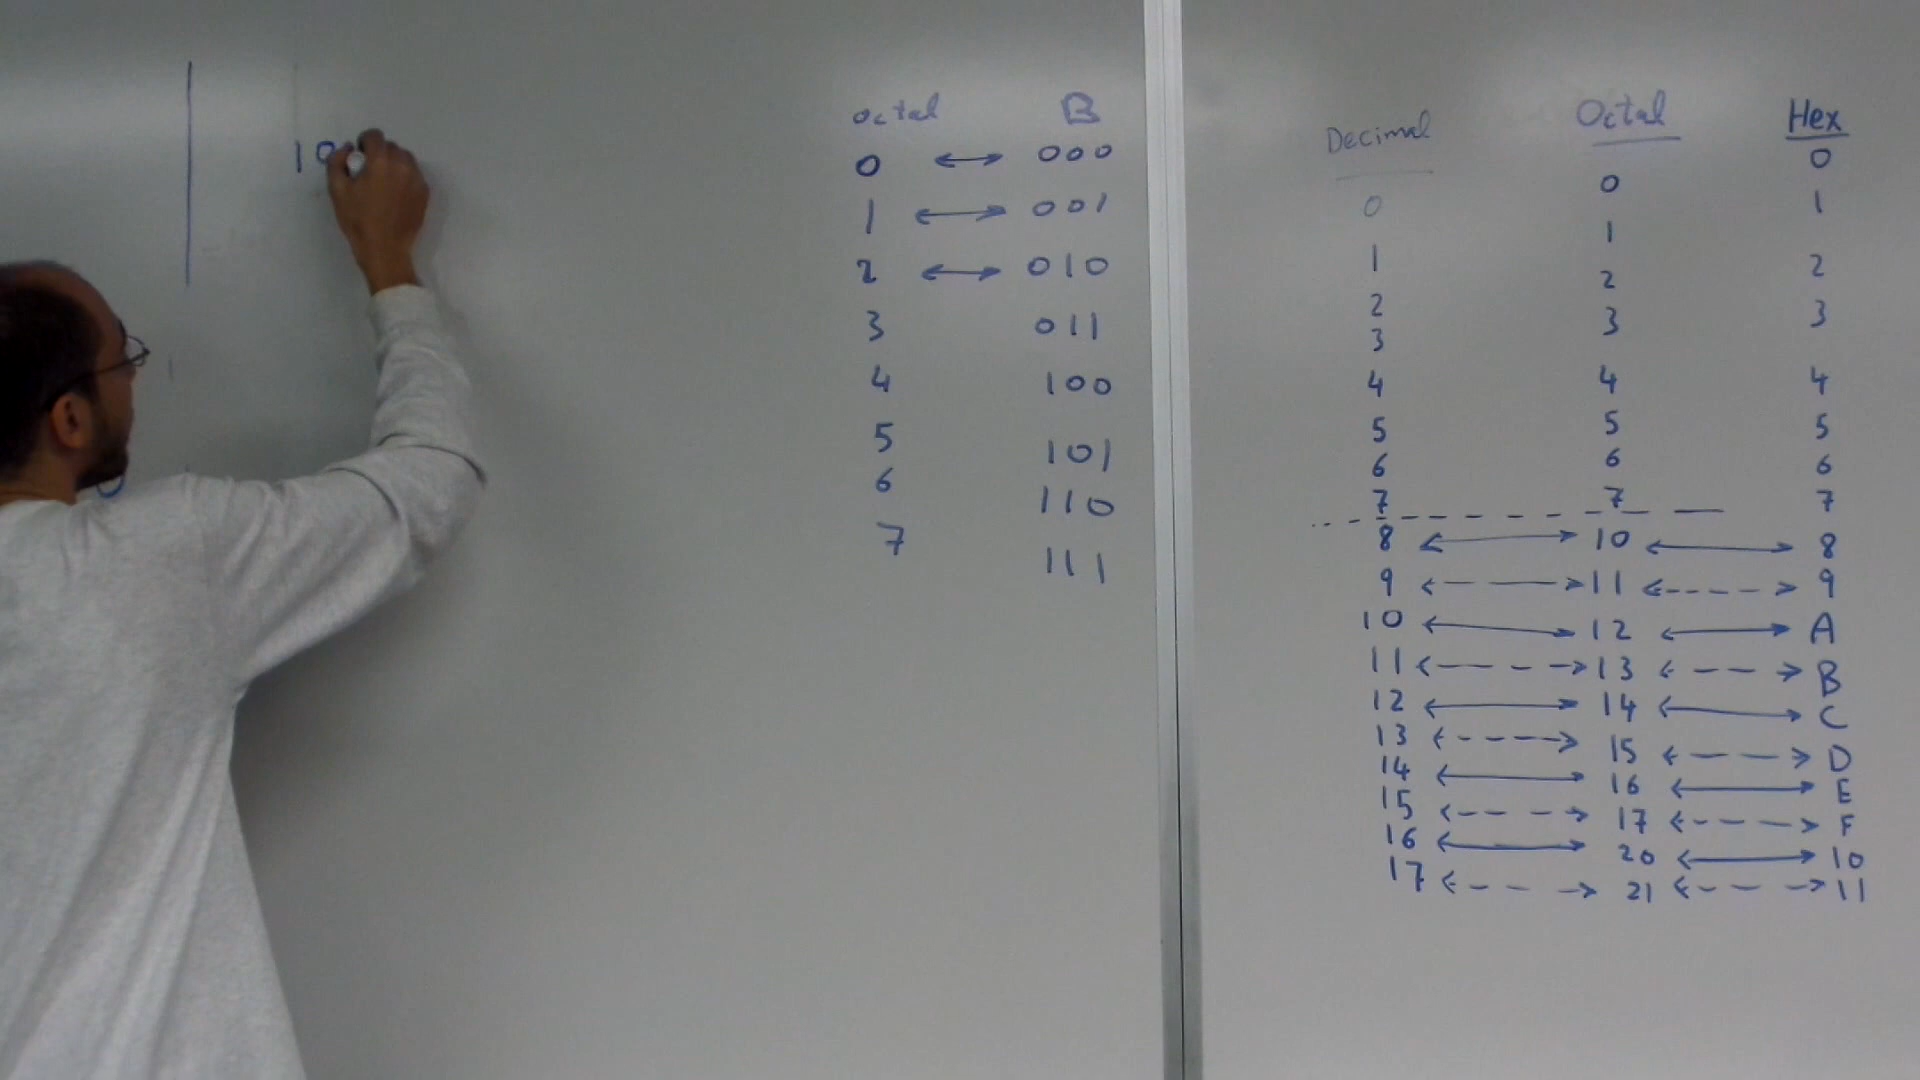 10
octal B
0 ↔ 000
1 ↔ 001
2 ↔ 010
3 011
4 100
5 101
6 110
7 111
Decimal Octal Hex
0 0 0
1 1 1
2 2 2
3 3 3
4 4 4
5 5 5
6 6 6
7 7 7
8 ↔ 10 ↔ 8
9 ↔ 11 ↔ 9
10 ↔ 12 ↔ A
11 ↔ 13 ↔ B
12 ↔ 14 ↔ C
13 ↔ 15 ↔ D
14 ↔ 16 ↔ E
15 ↔ 17 ↔ F
16 ↔ 20 ↔ 10
17 ↔ 21 ↔ 11